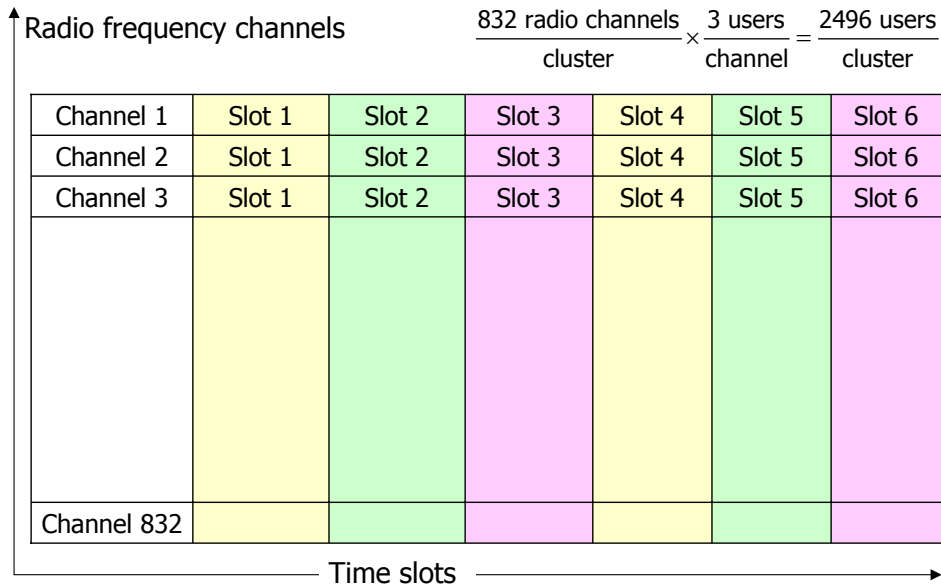 Radio frequency channels
832 radio channels / cluster × 3 users / channel = 2496 users / cluster
Channel 1 Slot 1 Slot 2 Slot 3 Slot 4 Slot 5 Slot 6
Channel 2 Slot 1 Slot 2 Slot 3 Slot 4 Slot 5 Slot 6
Channel 3 Slot 1 Slot 2 Slot 3 Slot 4 Slot 5 Slot 6
Channel 832
Time slots